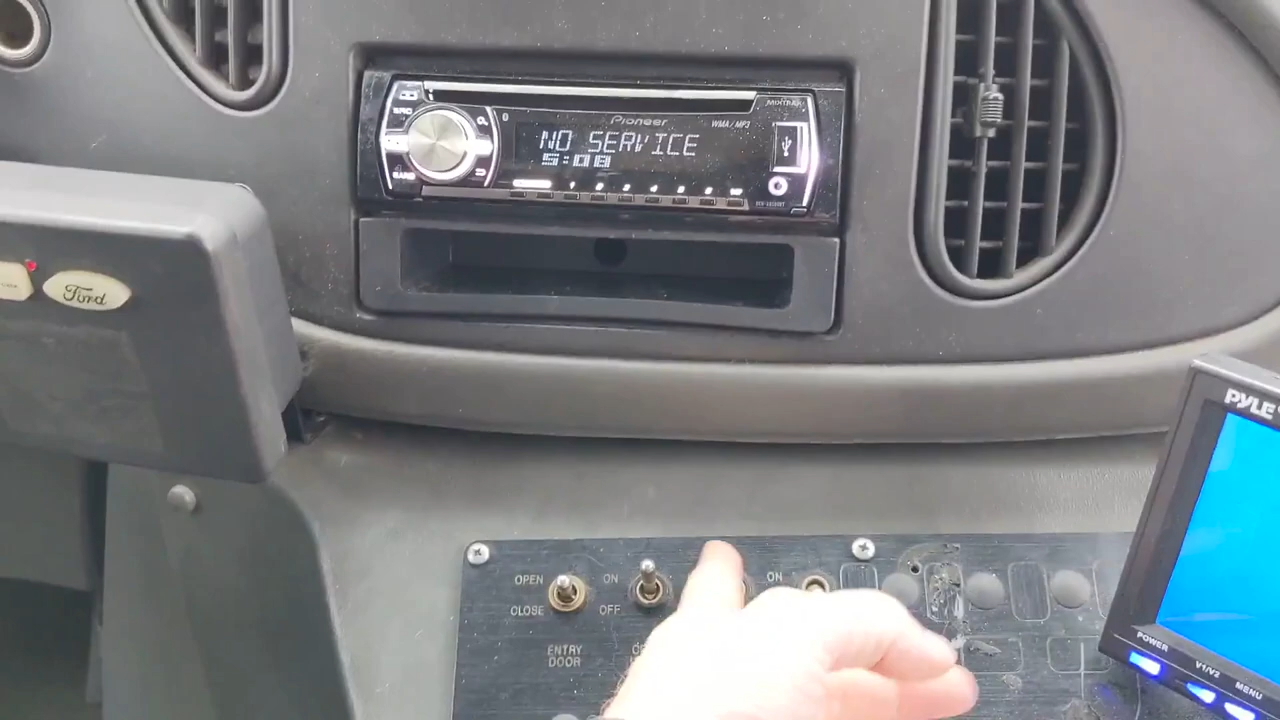 MIXTRAX
Pioneer
WMA/MP3
NO SERVICE
5:08
BAND
Ford
PYLE
OPEN
ON
ON
CLOSE
OFF
ENTRY
DOOR
POWER
V1/V2
MENU